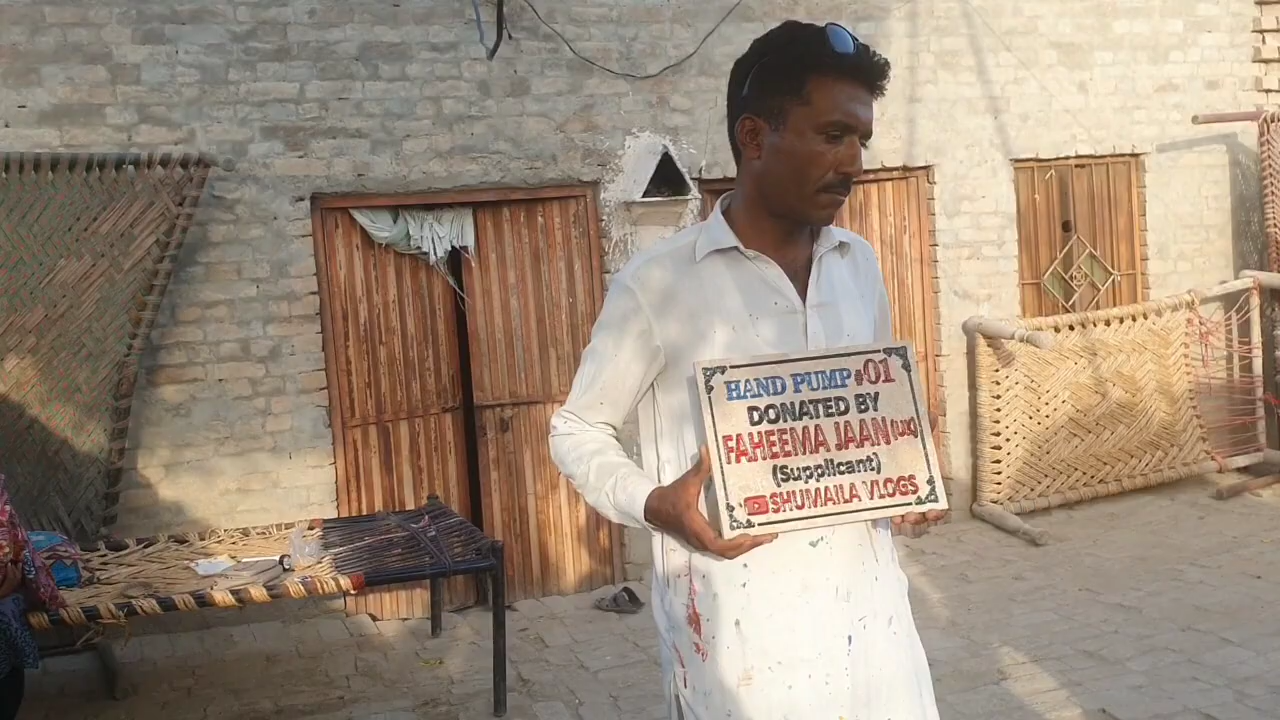 HAND PUMP #01
DONATED BY
FAHEEMA JAAN (UK)
(Supplicant)
SHUMAILA VLOGS